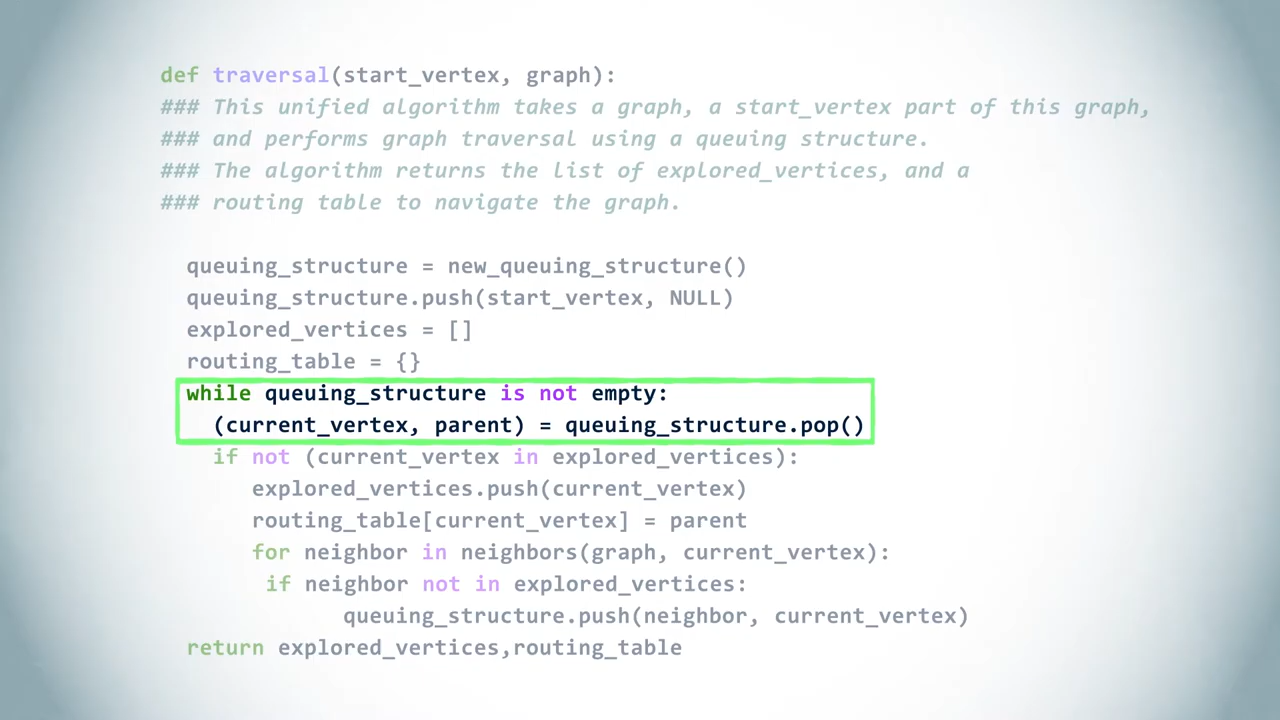 def traversal(start_vertex, graph):
### This unified algorithm takes a graph, a start_vertex part of this graph,
### and performs graph traversal using a queuing structure.
### The algorithm returns the list of explored_vertices, and a
### routing table to navigate the graph.
queuing_structure = new_queuing_structure()
queuing_structure.push(start_vertex, NULL)
explored_vertices = []
routing_table = {}
while queuing_structure is not empty:
(current_vertex, parent) = queuing_structure.pop()
if not (current_vertex in explored_vertices):
explored_vertices.push(current_vertex)
routing_table[current_vertex] = parent
for neighbor in neighbors(graph, current_vertex):
if neighbor not in explored_vertices:
queuing_structure.push(neighbor, current_vertex)
return explored_vertices,routing_table